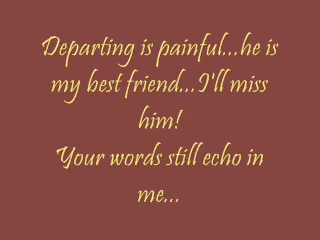 Departing is painful...he is
my best friend...I'll miss
him!
Your words still echo in
me...